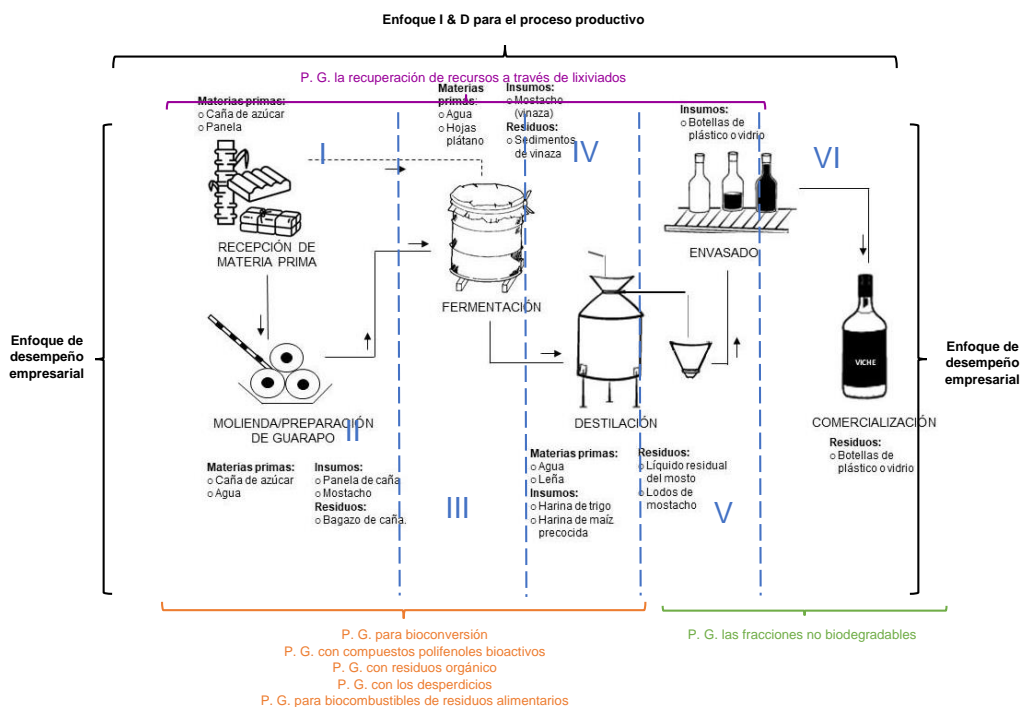 Enfoque I & D para el proceso productivo
P. G. la recuperación de recursos a través de lixiviados
Materias primas:
o Caña de azúcar
o Panela
I
RECEPCIÓN DE
MATERIA PRIMA
Materias
primas:
o Agua
o Hojas
plátano
Insumos:
o Mostacho
(vinaza)
Residuos:
o Sedimentos
de vinaza
IV
FERMENTACIÓN
Insumos:
o Botellas de
plástico o vidrio
VI
ENVASADO
Enfoque de
desempeño
empresarial
MOLIENDA/PREPARACIÓN
DE GUARAPO
II
Materias primas:
o Caña de azúcar
o Agua
Insumos:
o Panela de caña
o Mostacho
Residuos:
o Bagazo de caña.
III
DESTILACIÓN
Materias primas:
o Agua
o Leña
Insumos:
o Harina de trigo
o Harina de maíz
precocida
Residuos:
o Líquido residual
del mosto
o Lodos de
mostacho
V
VICHE
COMERCIALIZACIÓN
Residuos:
o Botellas de
plástico o vidrio
Enfoque de
desempeño
empresarial
P. G. para bioconversión
P. G. con compuestos polifenoles bioactivos
P. G. con residuos orgánico
P. G. con los desperdicios
P. G. para biocombustibles de residuos alimentarios
P. G. las fracciones no biodegradables